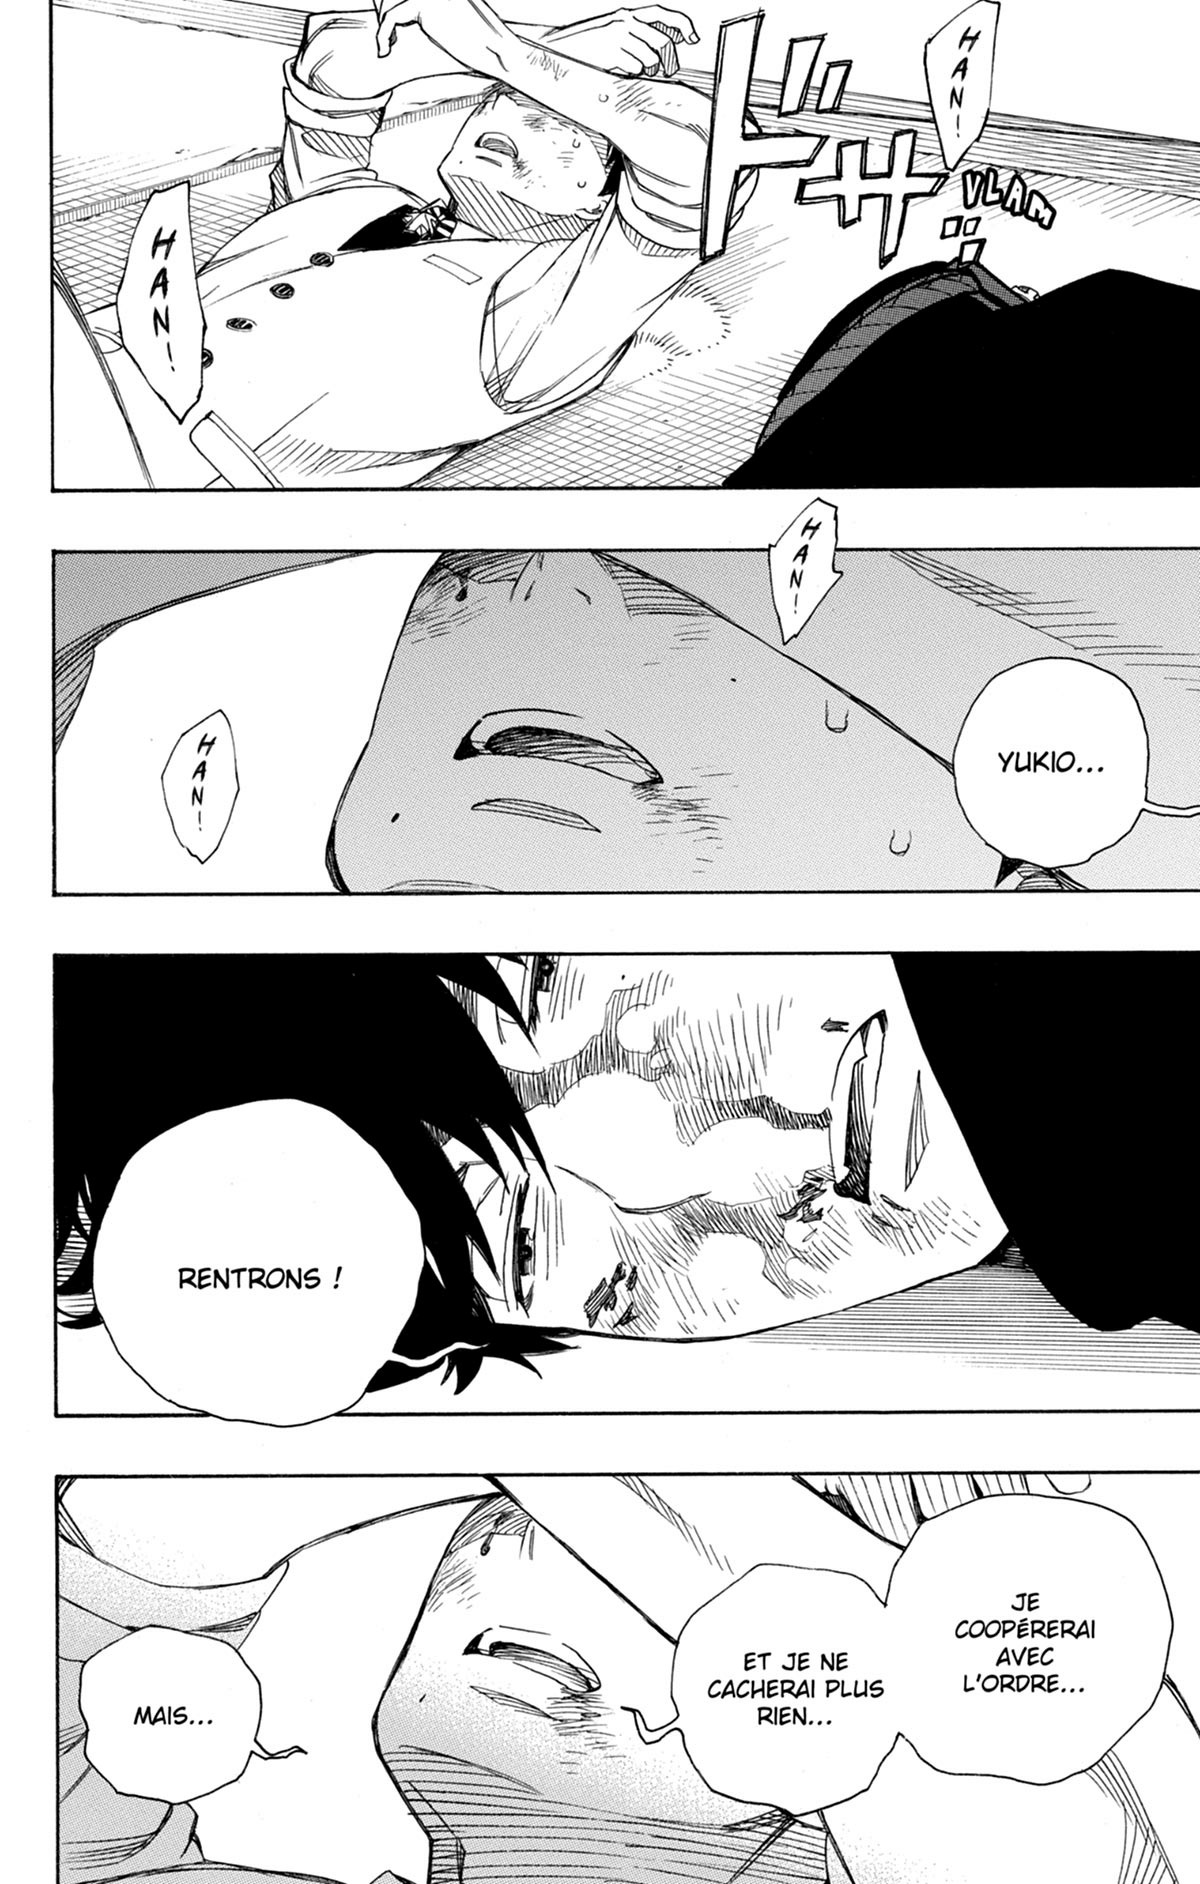 HAN!
ドサ
VLAM
HAN!
HAN!
YUKIO...
HAN!
RENTRONS !
JE
COOPÉRERAI
AVEC
L'ORDRE...
ET JE NE
CACHERAI PLUS
RIEN...
MAIS...